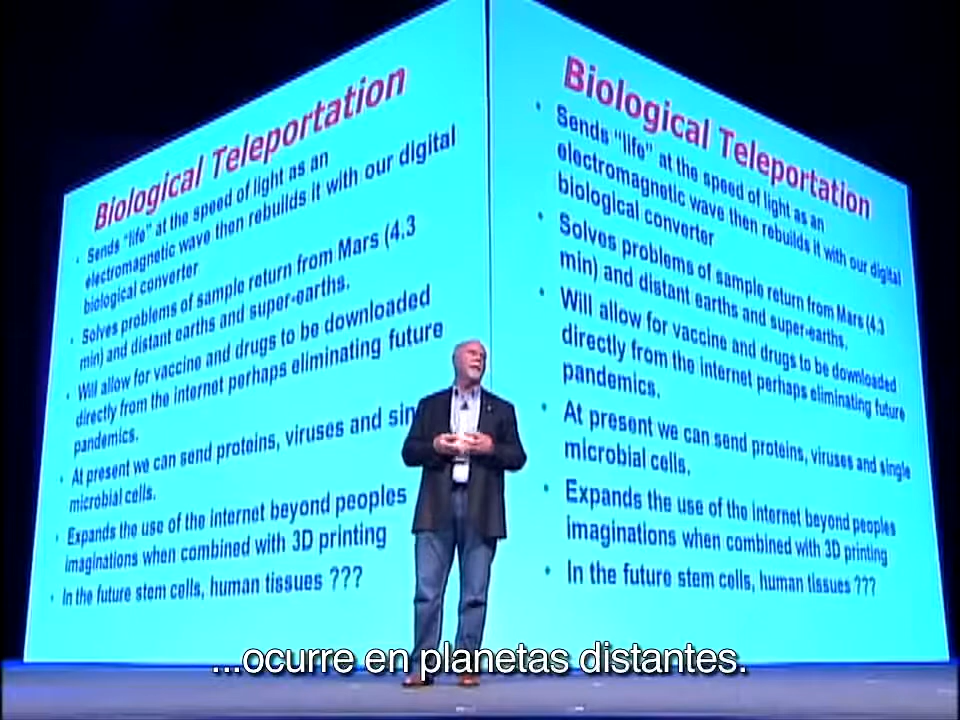 Biological Teleportation
• Sends "life" at the speed of light as an
electromagnetic wave then rebuilds it with our digital
biological converter
• Solves problems of sample return from Mars (4.3
min) and distant earths and super-earths.
• Will allow for vaccine and drugs to be downloaded
directly from the internet perhaps eliminating future
pandemics.
• At present we can send proteins, viruses and sin
microbial cells.
• Expands the use of the internet beyond peoples
imaginations when combined with 3D printing
• In the future stem cells, human tissues ???
Biological Teleportation
• Sends "life" at the speed of light as an
electromagnetic wave then rebuilds it with our digital
biological converter
• Solves problems of sample return from Mars (4.3
min) and distant earths and super-earths.
• Will allow for vaccine and drugs to be downloaded
directly from the internet perhaps eliminating future
pandemics.
• At present we can send proteins, viruses and single
microbial cells.
• Expands the use of the internet beyond peoples
imaginations when combined with 3D printing
• In the future stem cells, human tissues ???
...ocurre en planetas distantes.